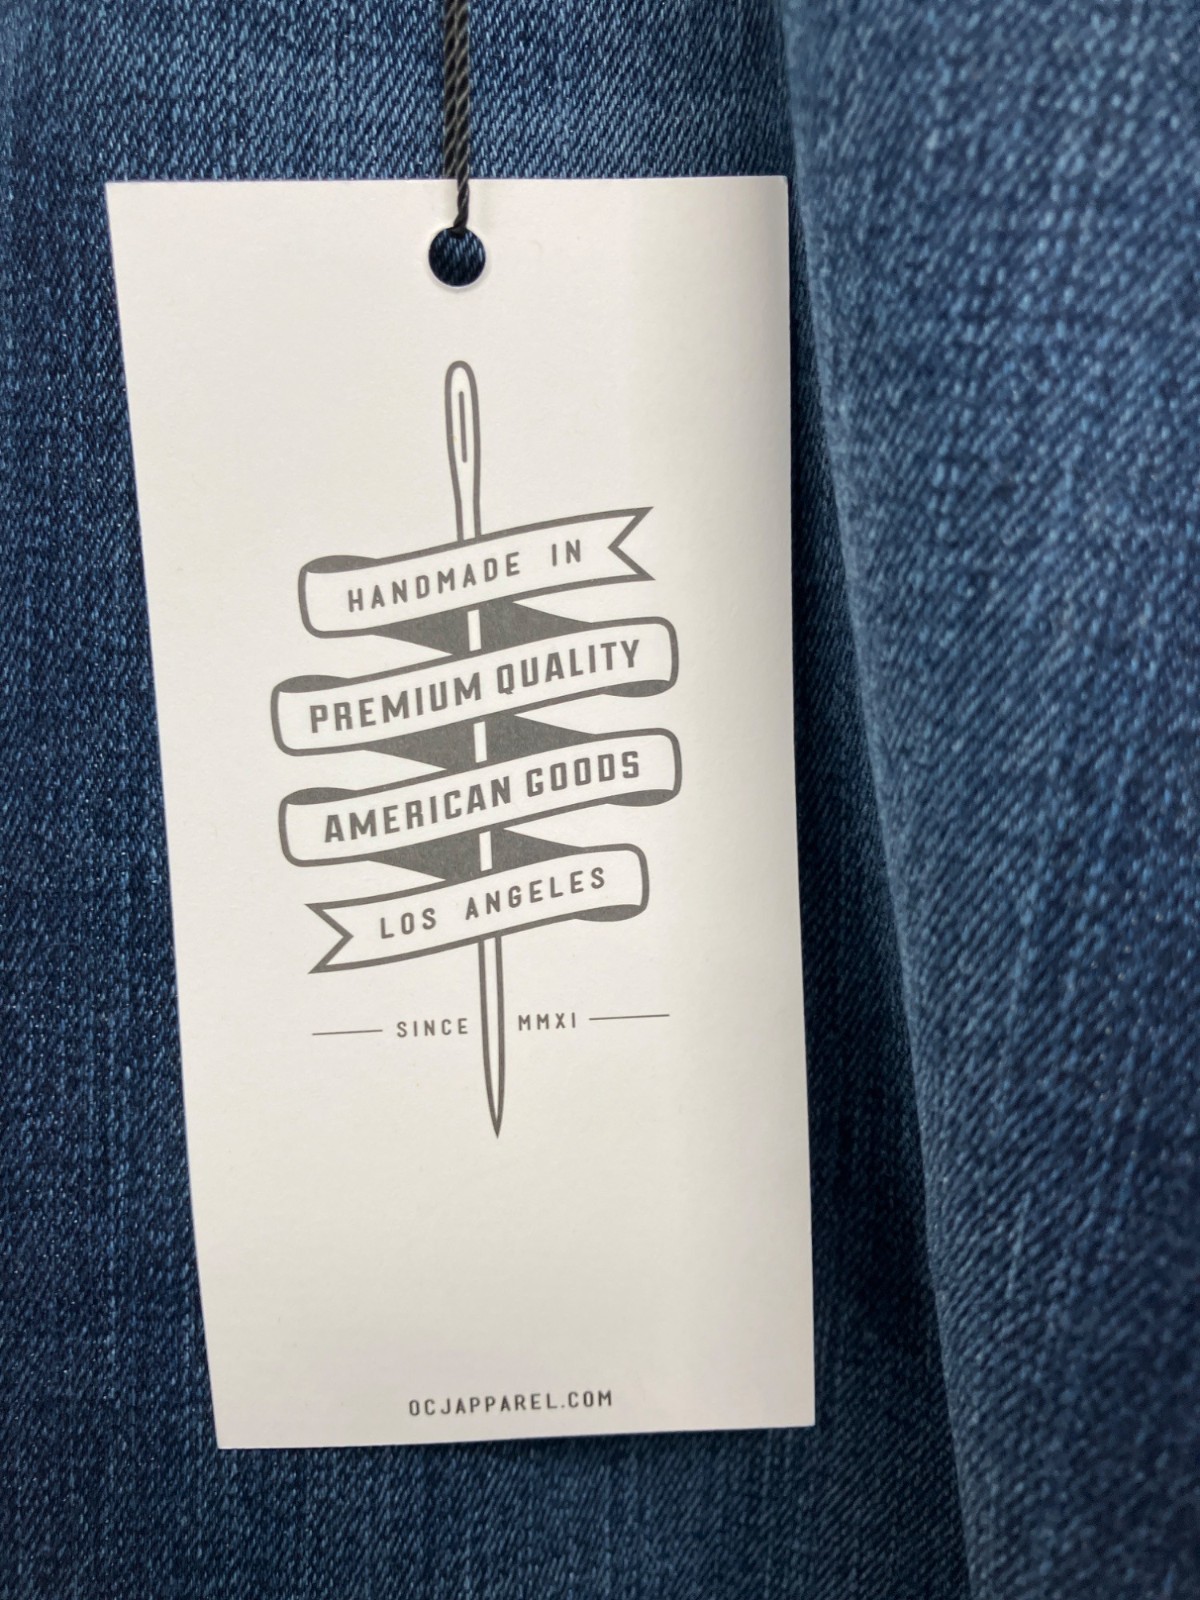 HANDMADE IN
PREMIUM QUALITY
AMERICAN GOODS
LOS ANGELES
SINCE MMXI
OCJAPPAREL.COM